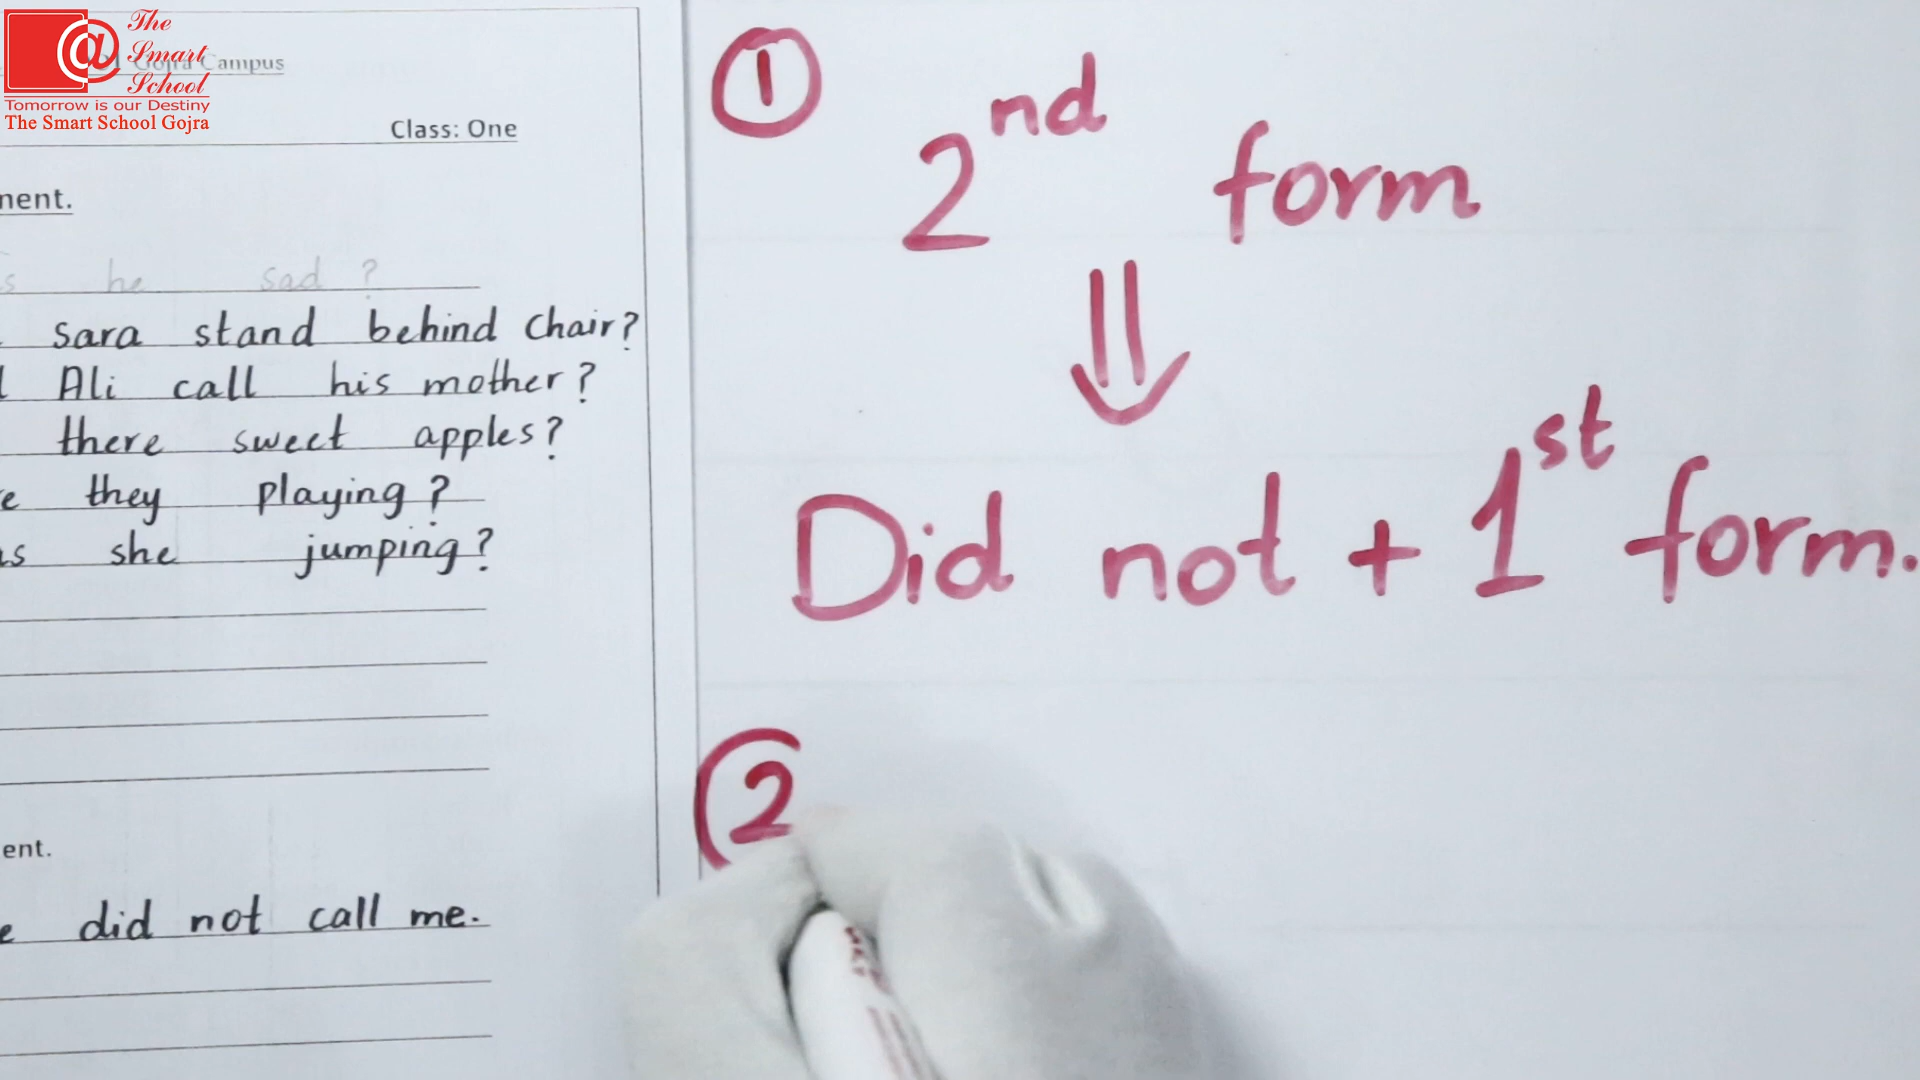 The
Smart
School
Tomorrow is our Destiny
The Smart School Gojra
Gojra Campus
Class: One
nent.
s he sad ?
sara stand behind Chair?
Ali call his mother?
there sweet apples?
e they playing?
as she jumping?
ent.
e did not call me.
1
2nd form
⇓
Did not + 1st form.
2